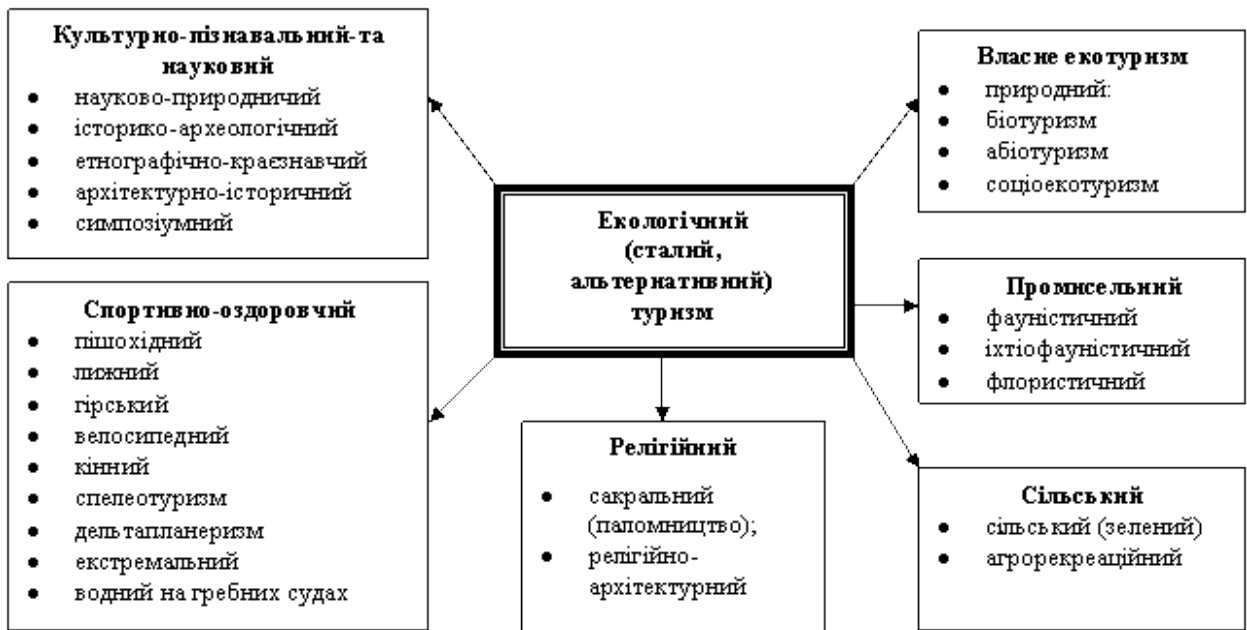 Культурно-пізнавальний-та
науковий
● науково-природничий
● історико-археологічний
● етнографічно-краєзнавчий
● архітектурно-історичний
● симпозіумний
Спортивно-оздоровчий
● пішохідний
● лижний
● гірський
● велосипедний
● кінний
● спелеотуризм
● дельтапланеризм
● екстремальний
● водний на гребних судах
Екологічний
(сталий,
альтернативний)
туризм
Релігійний
● сакральний
(паломництво);
● релігійно-
архітектурний
Власне екотуризм
● природний:
● біотуризм
● абіотуризм
● соціоекотуризм
Промисельний
● фауністичний
● іхтіофауністичний
● флористичний
Сільський
● сільський (зелений)
● агрорекреаційний